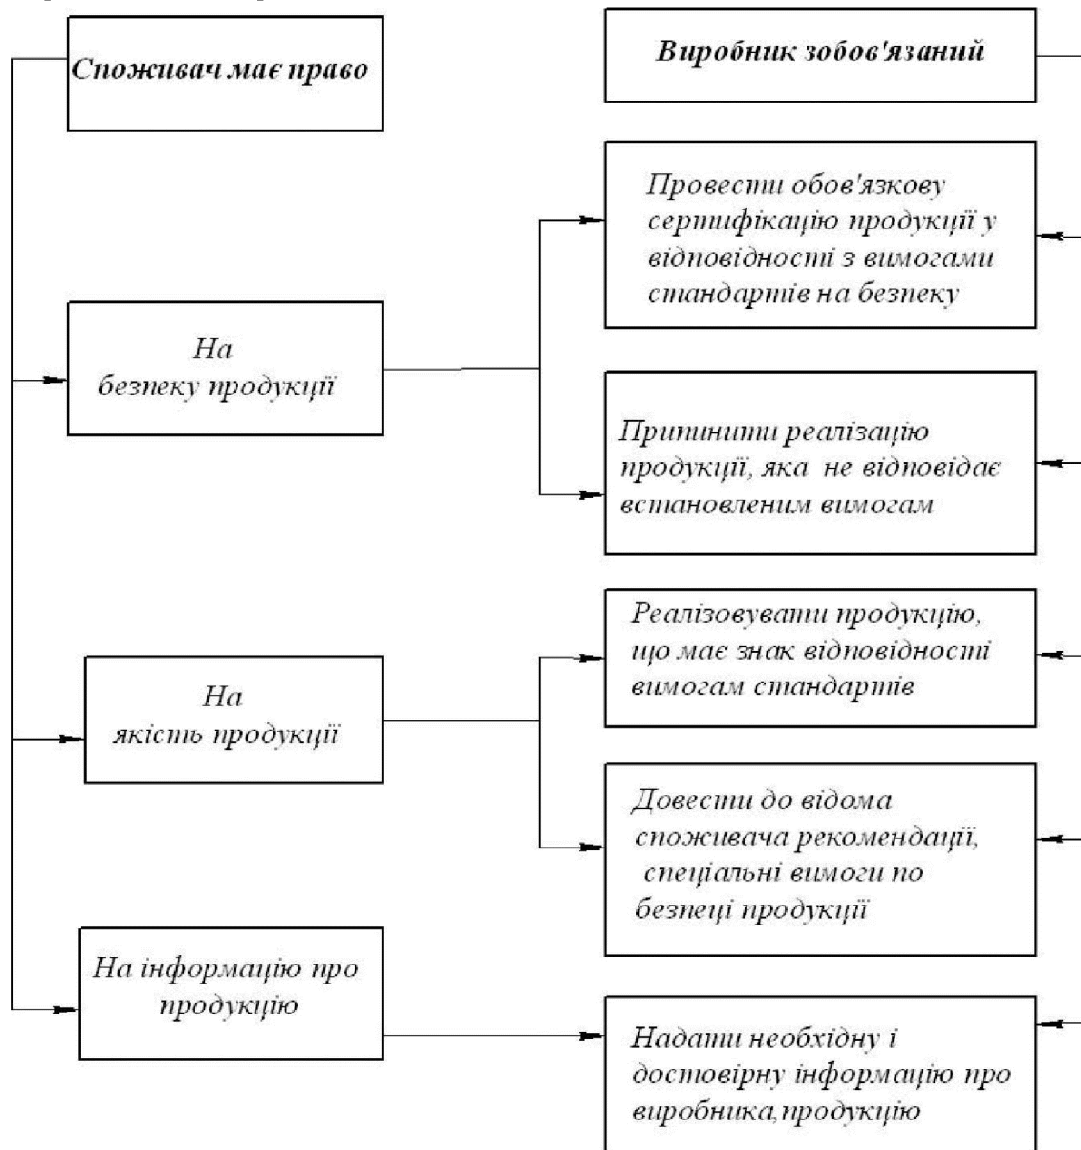 Споживач має право
Виробник зобов'язаний
Провести обов'язкову
сертифікацію продукції у
відповідності з вимогами
стандартів на безпеку
На
безпеку продукції
Припинити реалізацію
продукції, яка не відповідає
встановленим вимогам
Реалізовувати продукцію,
що має знак відповідності
вимогам стандартів
На
якість продукції
Довести до відома
споживача рекомендації,
спеціальні вимоги по
безпеці продукції
На інформацію про
продукцію
Надати необхідну і
достовірну інформацію про
виробника,продукцію